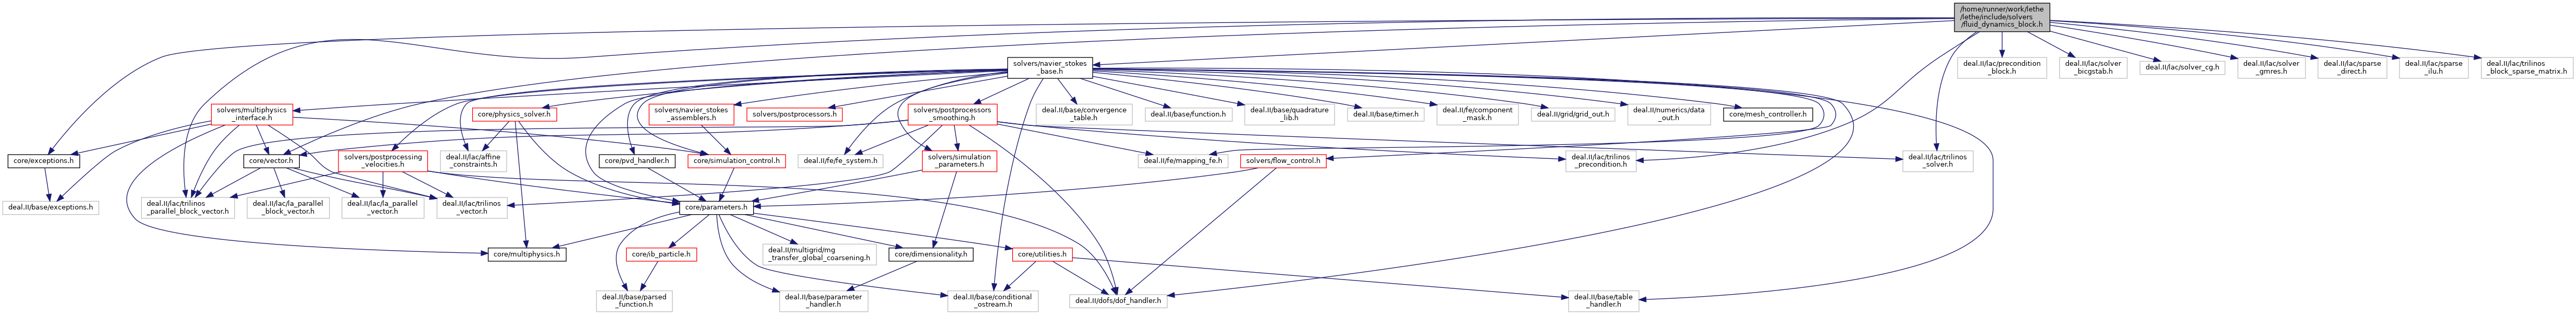 /home/runner/work/lethe
/lethe/include/solvers
/fluid_dynamics_block.h
solvers/navier_stokes
_base.h
deal.II/lac/precondition
_block.h
deal.II/lac/solver
_bicgstab.h
deal.II/lac/solver_cg.h
deal.II/lac/solver
_gmres.h
deal.II/lac/sparse
_direct.h
deal.II/lac/sparse
_ilu.h
deal.II/lac/trilinos
_block_sparse_matrix.h
solvers/multiphysics
_interface.h
core/physics_solver.h
solvers/navier_stokes
_assemblers.h
solvers/postprocessors.h
solvers/postprocessors
_smoothing.h
deal.II/base/convergence
_table.h
deal.II/base/function.h
deal.II/base/quadrature
_lib.h
deal.II/base/timer.h
deal.II/fe/component
_mask.h
deal.II/grid/grid_out.h
deal.II/numerics/data
_out.h
core/mesh_controller.h
core/exceptions.h
core/vector.h
solvers/postprocessing
_velocities.h
deal.II/lac/affine
_constraints.h
core/pvd_handler.h
core/simulation_control.h
deal.II/fe/fe_system.h
solvers/simulation
_parameters.h
deal.II/fe/mapping_fe.h
solvers/flow_control.h
deal.II/lac/trilinos
_precondition.h
deal.II/lac/trilinos
_solver.h
deal.II/base/exceptions.h
deal.II/lac/trilinos
_parallel_block_vector.h
deal.II/lac/la_parallel
_block_vector.h
deal.II/lac/la_parallel
_vector.h
deal.II/lac/trilinos
_vector.h
core/parameters.h
core/multiphysics.h
core/ib_particle.h
deal.II/multigrid/mg
_transfer_global_coarsening.h
core/dimensionality.h
core/utilities.h
deal.II/base/parsed
_function.h
deal.II/base/parameter
_handler.h
deal.II/base/conditional
_ostream.h
deal.II/dofs/dof_handler.h
deal.II/base/table
_handler.h